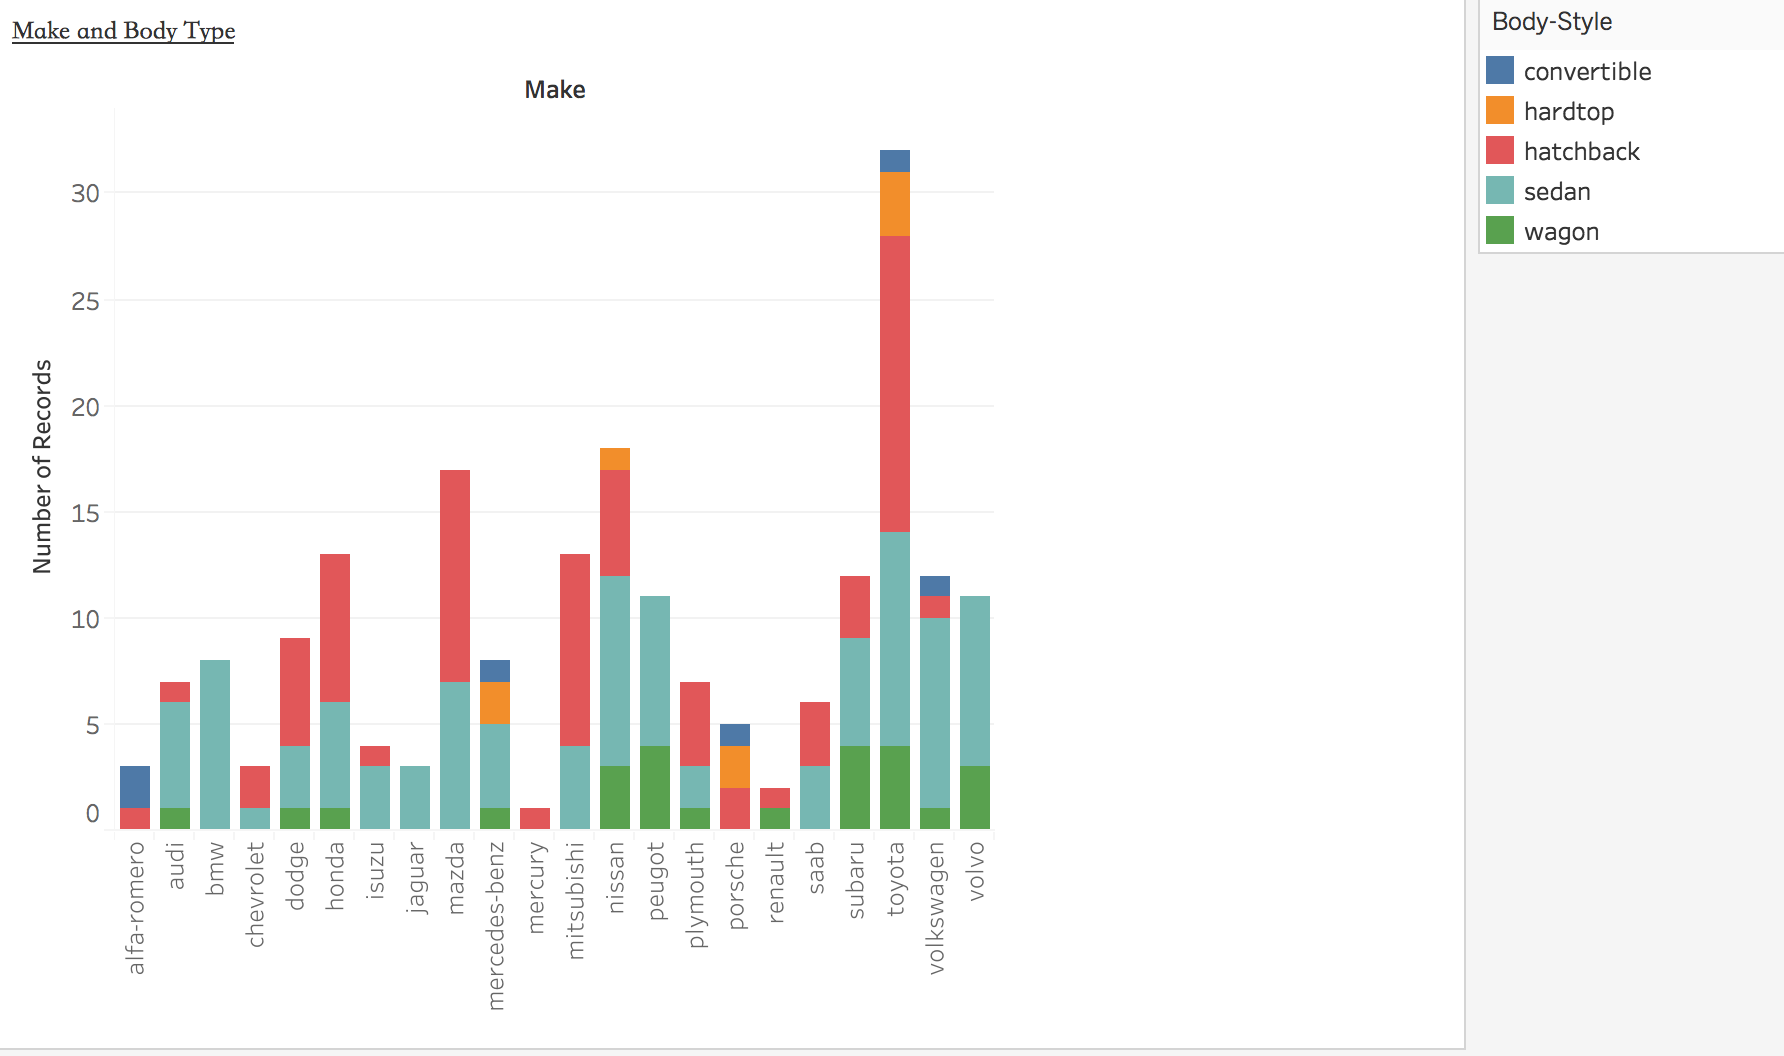 Make and Body Type
Make
Number of Records
30
25
20
15
10
5
0
alfa-romero
audi
bmw
chevrolet
dodge
honda
isuzu
jaguar
mazda
mercedes-benz
mercury
mitsubishi
nissan
peugot
plymouth
porsche
renault
saab
subaru
toyota
volkswagen
volvo
Body-Style
convertible
hardtop
hatchback
sedan
wagon